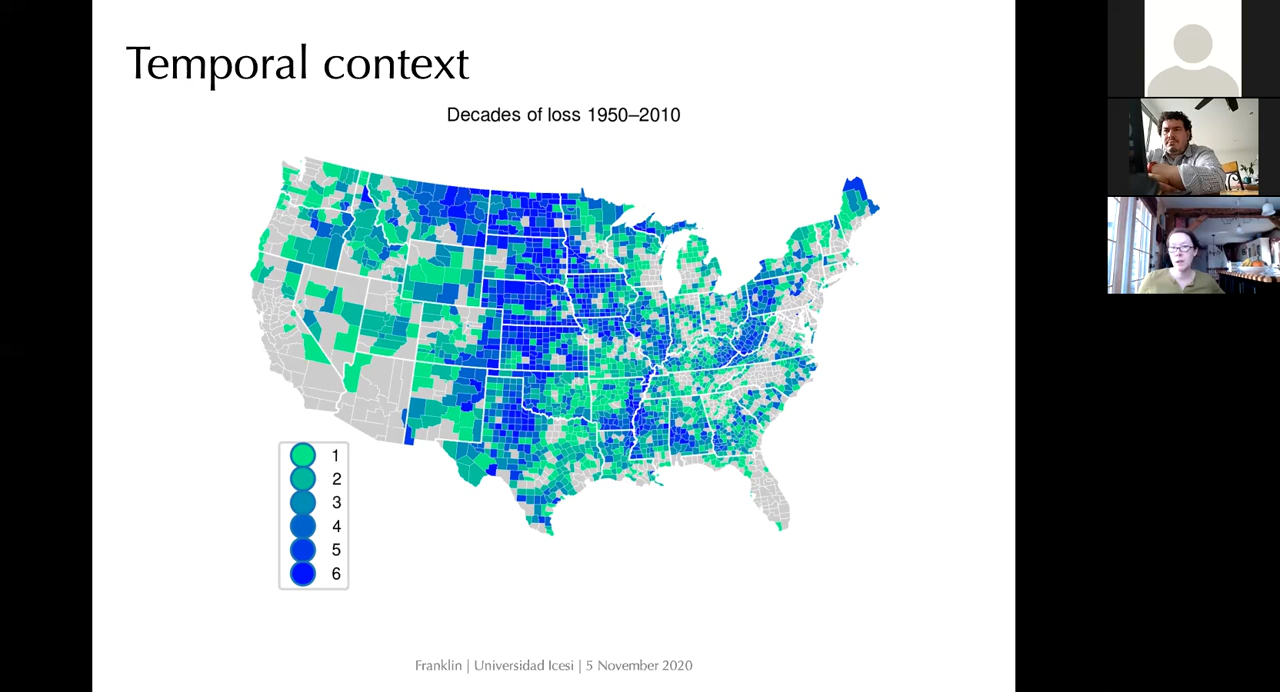 Temporal context
Decades of loss 1950–2010
1
2
3
4
5
6
Franklin | Universidad Icesi | 5 November 2020